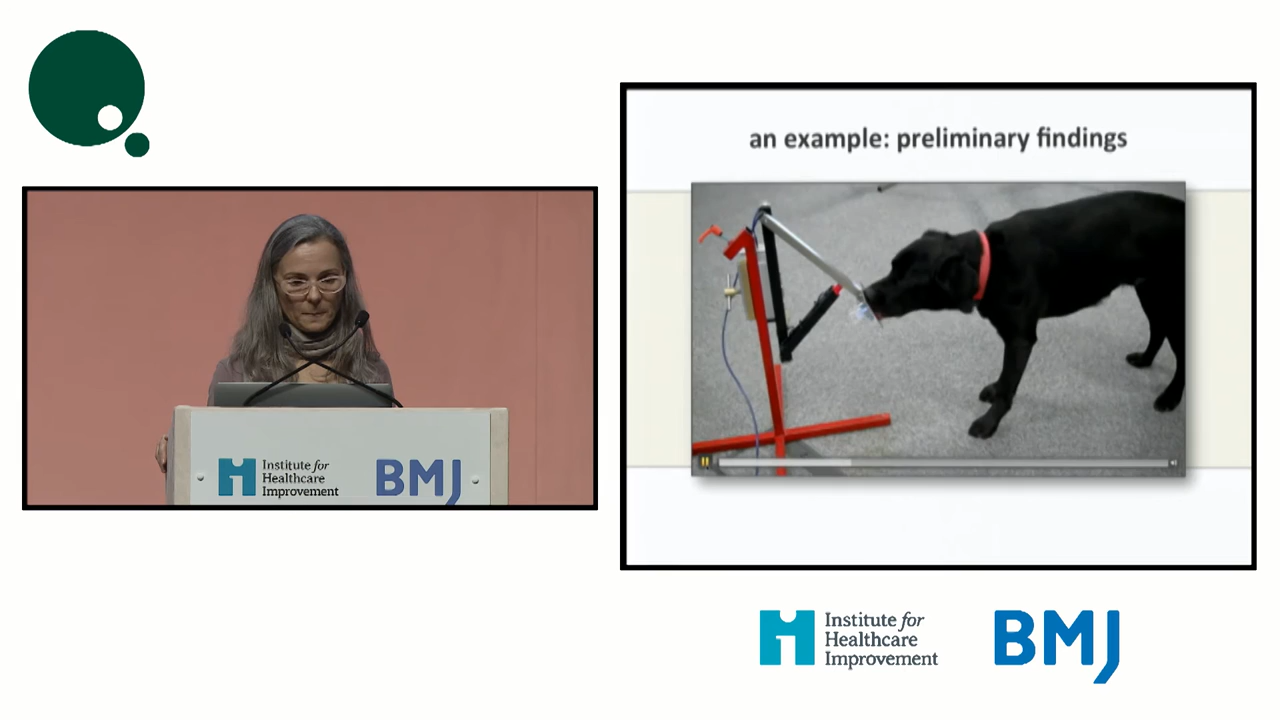 an example: preliminary findings
Institute for
Healthcare
Improvement
BMJ
Institute for
Healthcare
Improvement
BMJ